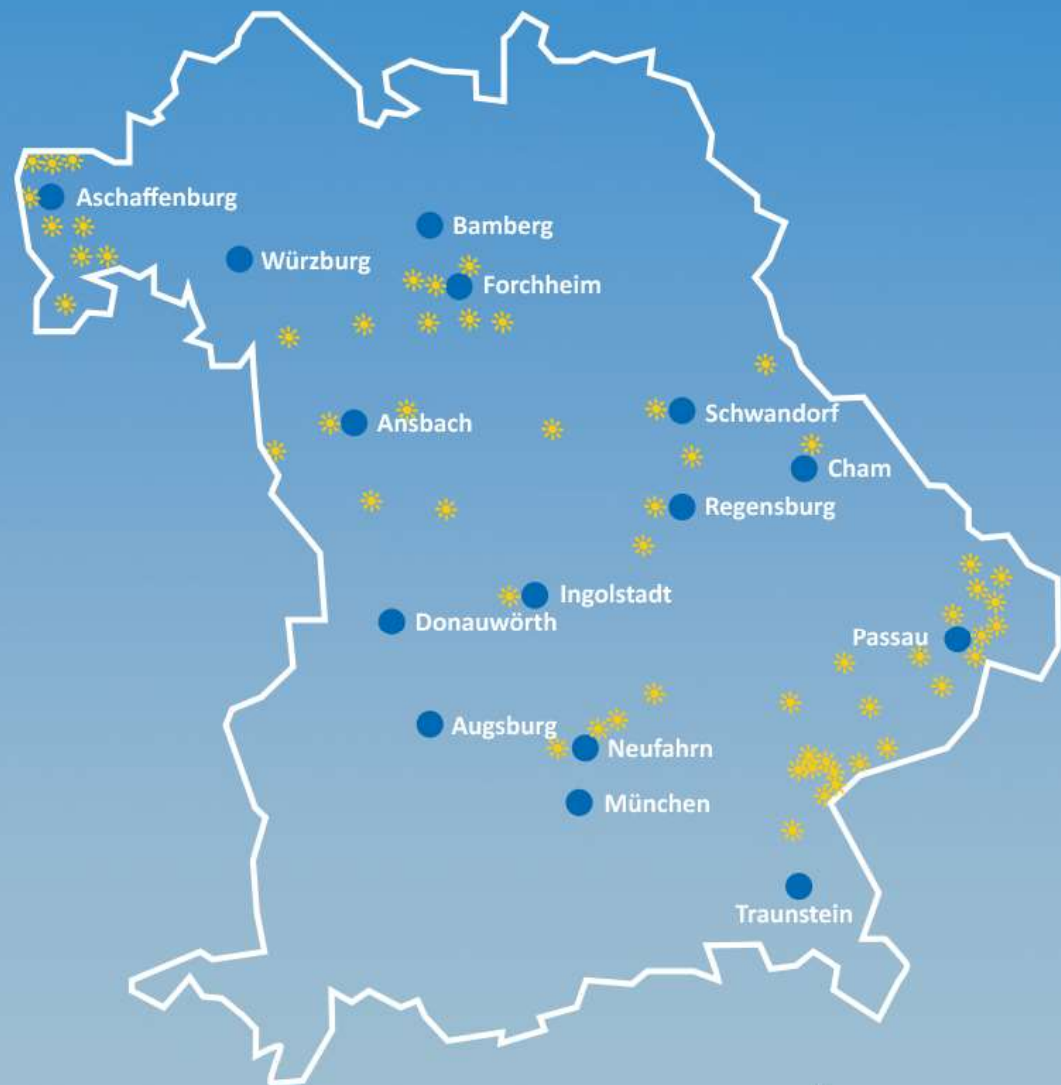 Aschaffenburg
Bamberg
Würzburg
Forchheim
Schwandorf
Ansbach
Cham
Regensburg
Ingolstadt
Donauwörth
Passau
Augsburg
Neufahrn
München
Traunstein